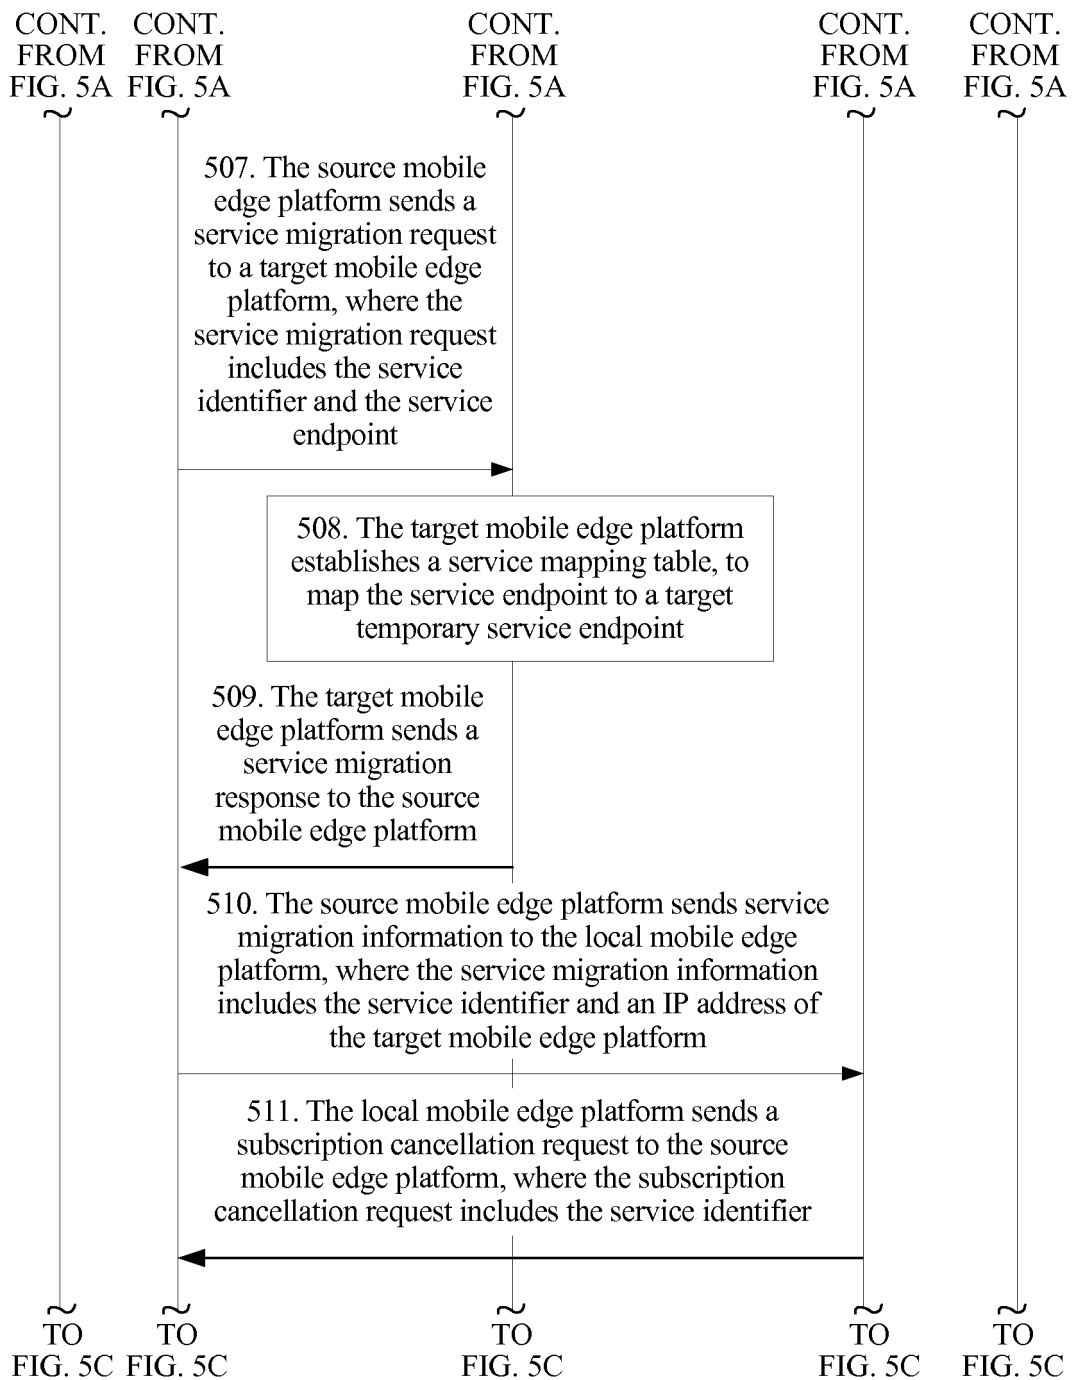 CONT. FROM FIG. 5A
CONT. FROM FIG. 5A
CONT. FROM FIG. 5A
CONT. FROM FIG. 5A
CONT. FROM FIG. 5A
507. The source mobile
edge platform sends a
service migration request
to a target mobile edge
platform, where the
service migration request
includes the service
identifier and the service
endpoint
508. The target mobile edge platform
establishes a service mapping table, to
map the service endpoint to a target
temporary service endpoint
509. The target mobile
edge platform sends a
service migration
response to the source
mobile edge platform
510. The source mobile edge platform sends service
migration information to the local mobile edge
platform, where the service migration information
includes the service identifier and an IP address of
the target mobile edge platform
511. The local mobile edge platform sends a
subscription cancellation request to the source
mobile edge platform, where the subscription
cancellation request includes the service identifier
TO FIG. 5C
TO FIG. 5C
TO FIG. 5C
TO FIG. 5C
TO FIG. 5C